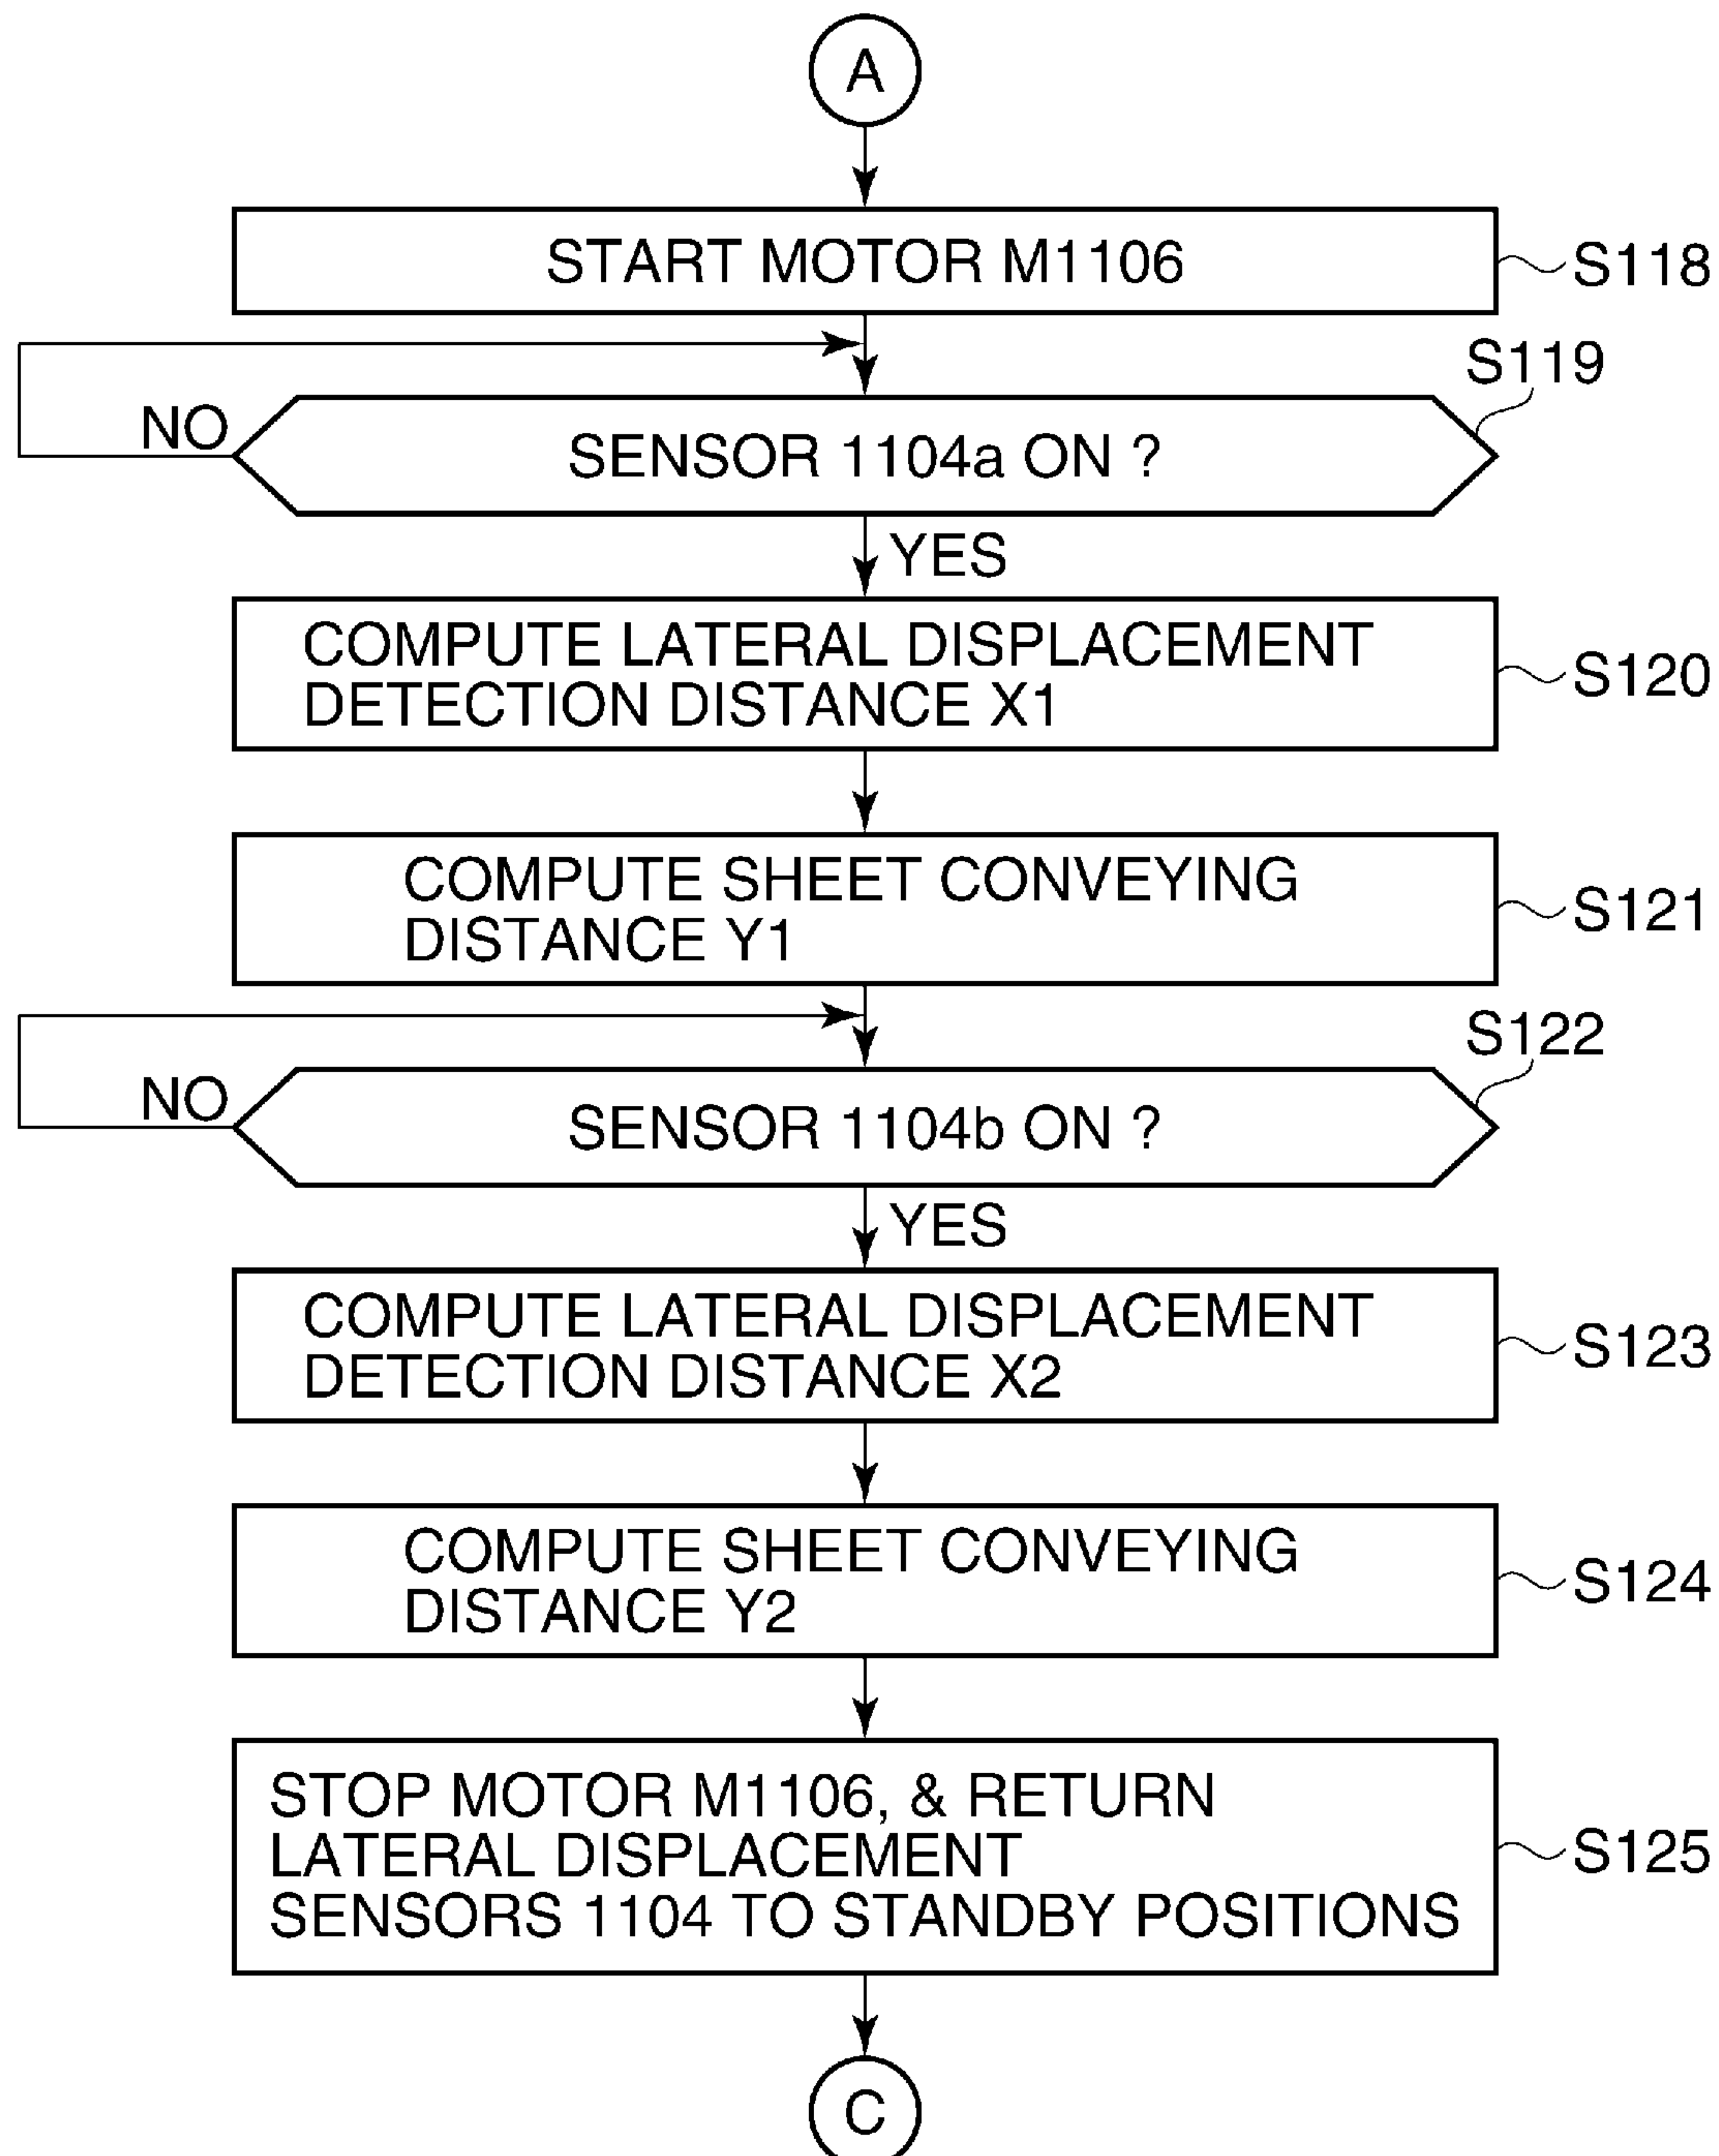 A
START MOTOR M1106
S118
S119
NO
SENSOR 1104a ON ?
YES
COMPUTE LATERAL DISPLACEMENT
DETECTION DISTANCE X1
S120
COMPUTE SHEET CONVEYING
DISTANCE Y1
S121
S122
NO
SENSOR 1104b ON ?
YES
COMPUTE LATERAL DISPLACEMENT
DETECTION DISTANCE X2
S123
COMPUTE SHEET CONVEYING
DISTANCE Y2
S124
STOP MOTOR M1106, & RETURN
LATERAL DISPLACEMENT
SENSORS 1104 TO STANDBY POSITIONS
S125
C